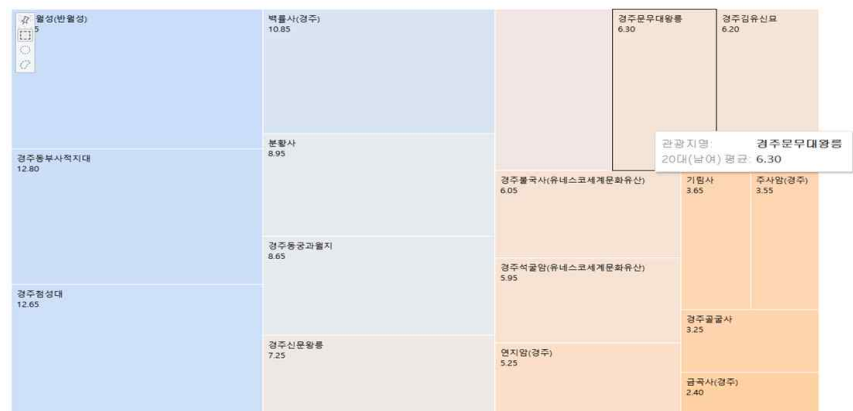 월성(반월성)
5
경주동부사적지대
12.80
경주첨성대
12.65
백률사(경주)
10.85
분황사
8.95
경주동궁과월지
8.65
경주신문왕릉
7.25
경주문무대왕릉
6.30
경주김유신묘
6.20
관광지명: 경주문무대왕릉
20대(남여) 평균: 6.30
경주불국사(유네스코세계문화유산)
6.05
경주석굴암(유네스코세계문화유산)
5.95
연지암(경주)
5.25
기림사
3.65
주사암(경주)
3.55
경주골굴사
3.25
금곡사(경주)
2.40